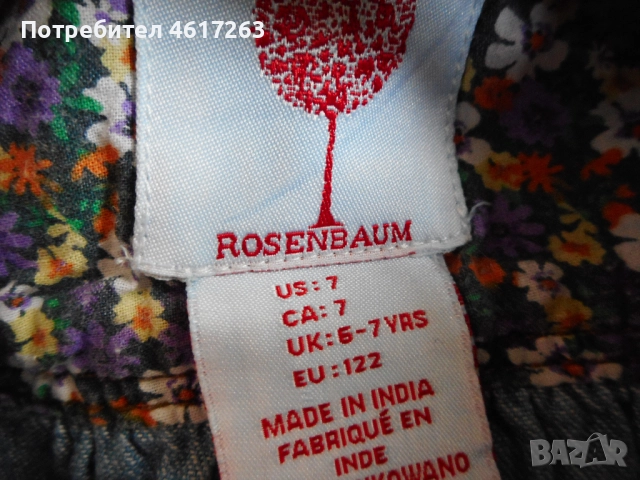 Потребител 4617263
ROSENBAUM
US: 7
CA: 7
UK: 6-7 YRS
EU: 122
MADE IN INDIA
FABRIQUÉ EN
INDE
BAZAR